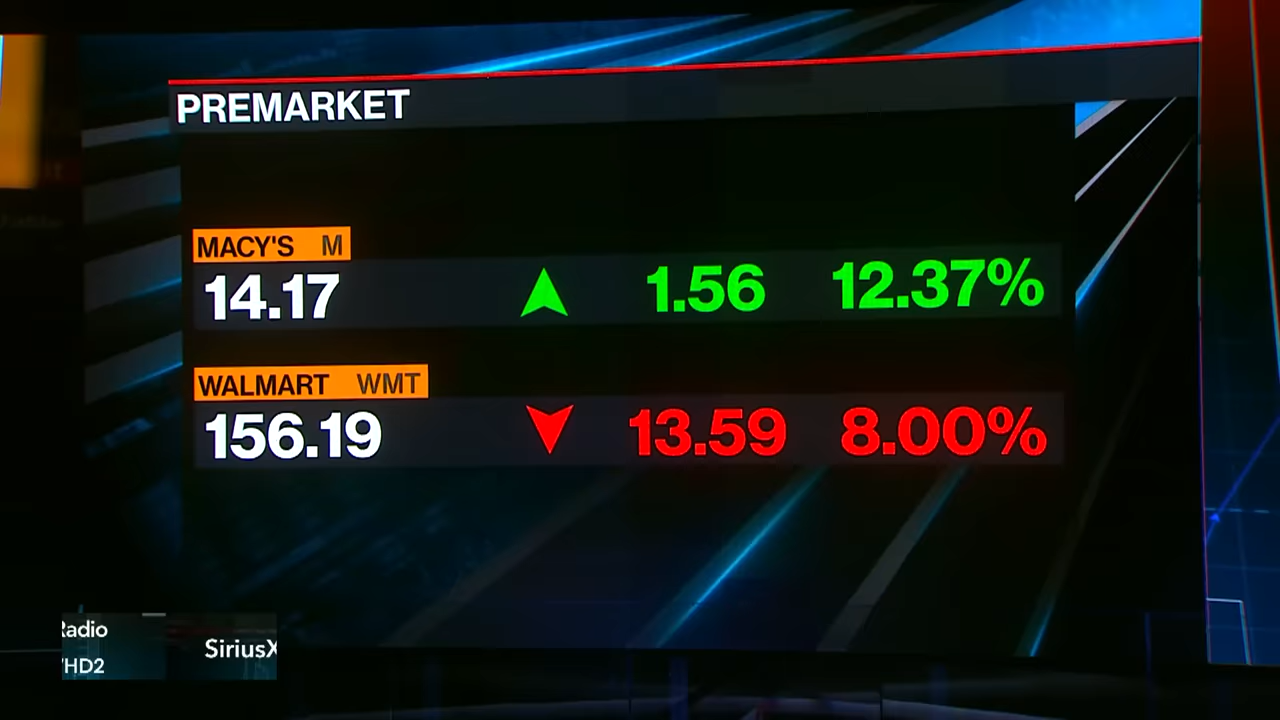 PREMARKET
MACY'S M
14.17 1.56 12.37%
WALMART WMT
156.19 13.59 8.00%
Radio
HD2
SiriusX